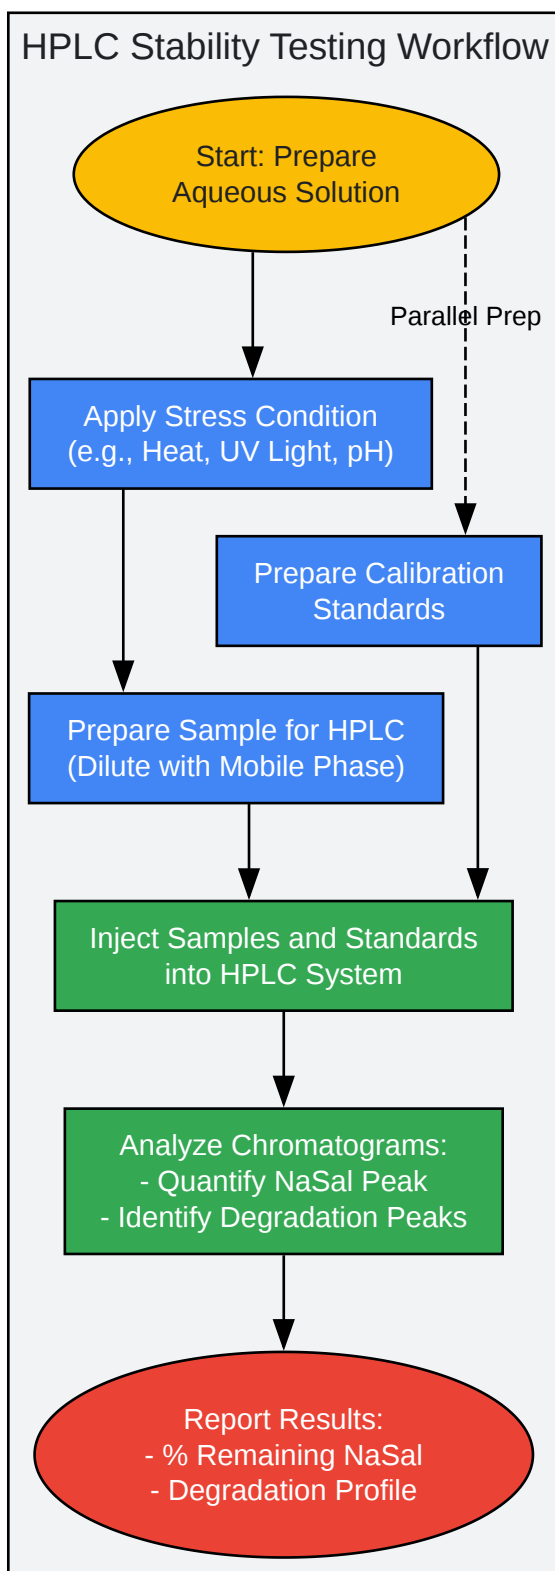 HPLC Stability Testing Workflow
Start: Prepare
Aqueous Solution
Parallel Prep
Apply Stress Condition
(e.g., Heat, UV Light, pH)
Prepare Calibration
Standards
Prepare Sample for HPLC
(Dilute with Mobile Phase)
Inject Samples and Standards
into HPLC System
Analyze Chromatograms:
- Quantify NaSal Peak
- Identify Degradation Peaks
Report Results:
- % Remaining NaSal
- Degradation Profile